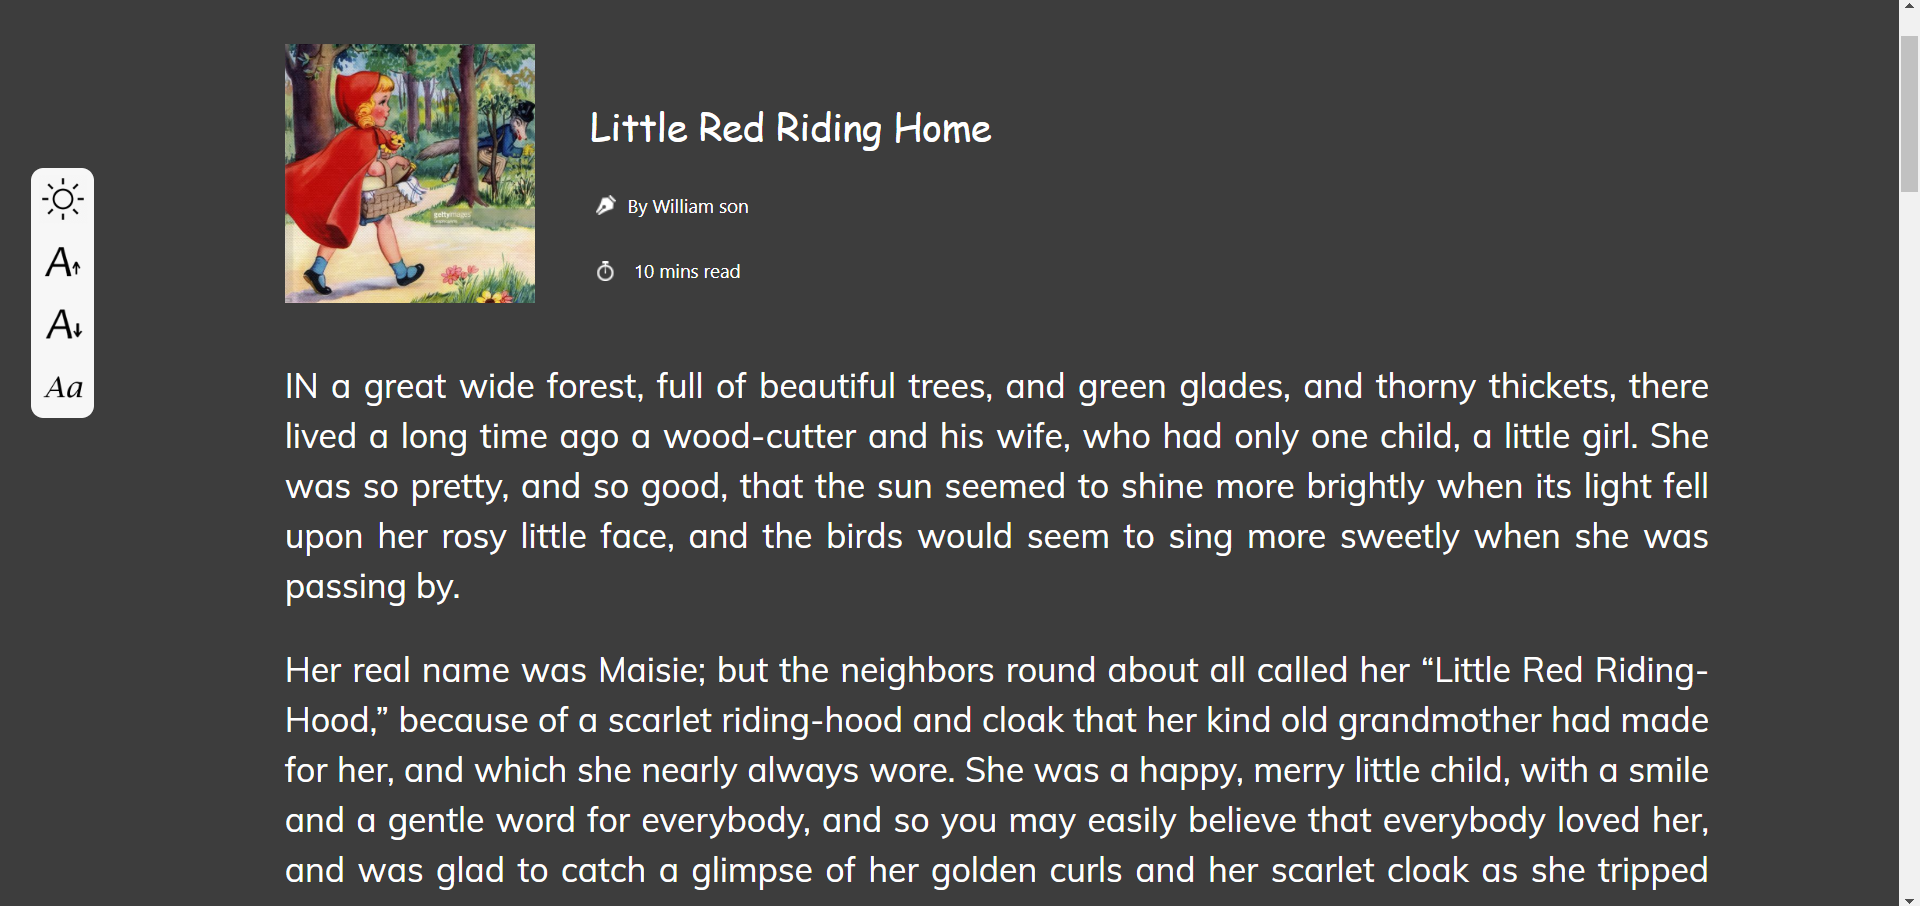 gettyimages
Little Red Riding Home
By William son
10 mins read
A↑
A↓
Aa
IN a great wide forest, full of beautiful trees, and green glades, and thorny thickets, there
lived a long time ago a wood-cutter and his wife, who had only one child, a little girl. She
was so pretty, and so good, that the sun seemed to shine more brightly when its light fell
upon her rosy little face, and the birds would seem to sing more sweetly when she was
passing by.
Her real name was Maisie; but the neighbors round about all called her “Little Red Riding-
Hood,” because of a scarlet riding-hood and cloak that her kind old grandmother had made
for her, and which she nearly always wore. She was a happy, merry little child, with a smile
and a gentle word for everybody, and so you may easily believe that everybody loved her,
and was glad to catch a glimpse of her golden curls and her scarlet cloak as she tripped